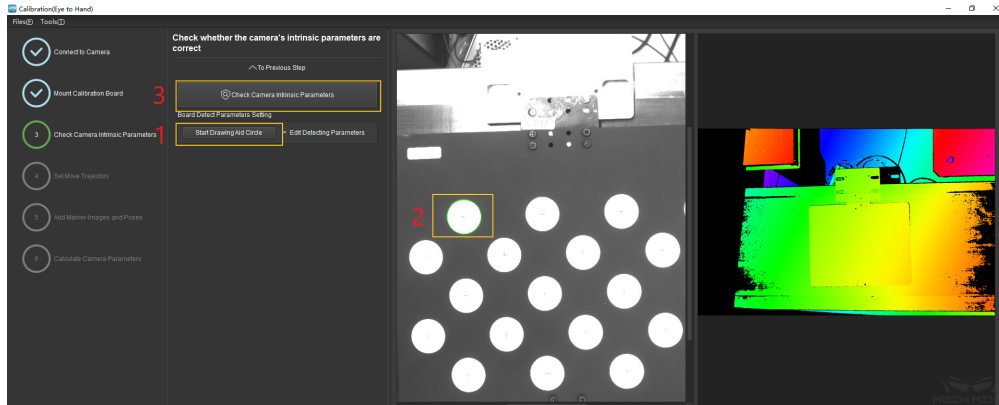 Calibration(Eye to Hand)
Files(F) Tools(T)
Connect to Camera
Mount Calibration Board
3 Check Camera Intrinsic Parameters
4 Set Move Trajectory
5 Add Marker-Images and Poses
6 Calculate Camera Parameters
Check whether the camera's intrinsic parameters are
correct
To Previous Step
3
Check Camera Intrinsic Parameters
Board Detect Parameters Setting
1
Start Drawing Aid Circle
Edit Detecting Parameters
2
MECH MIND